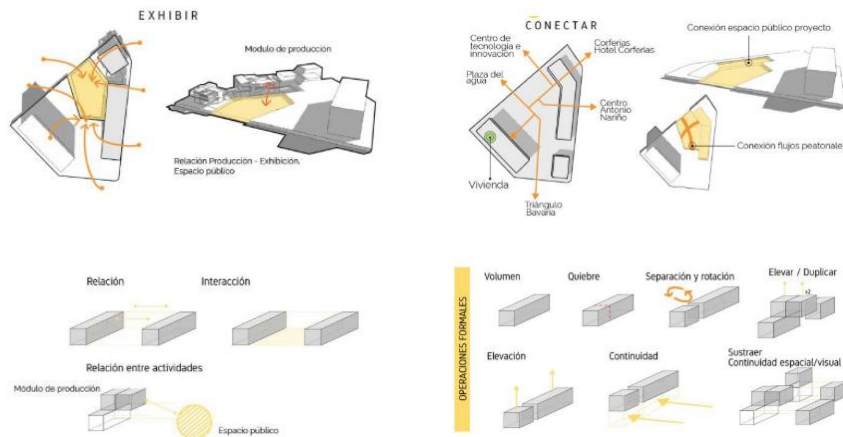 EXHIBIR
Modulo de producción
Relación Producción - Exhibición.
Espacio público
CONECTAR
Centro de
tecnologia e
innovación
Plaza del
agua
Corferias
Hotel Corferias
Centro
Antonio
Nariño
Vivienda
Triángulo
Bavaria
Conexión espacio público proyecto
Conexión flujos peatonale
Relación
Interacción
Relación entre actividades
Módulo de producción
Espacio público
OPERACIONES FORMALES
Volumen
Quiebre
Separación y rotación
Elevar / Duplicar
x2
Elevación
Continuidad
Sustraer
Continuidad espacial/visual